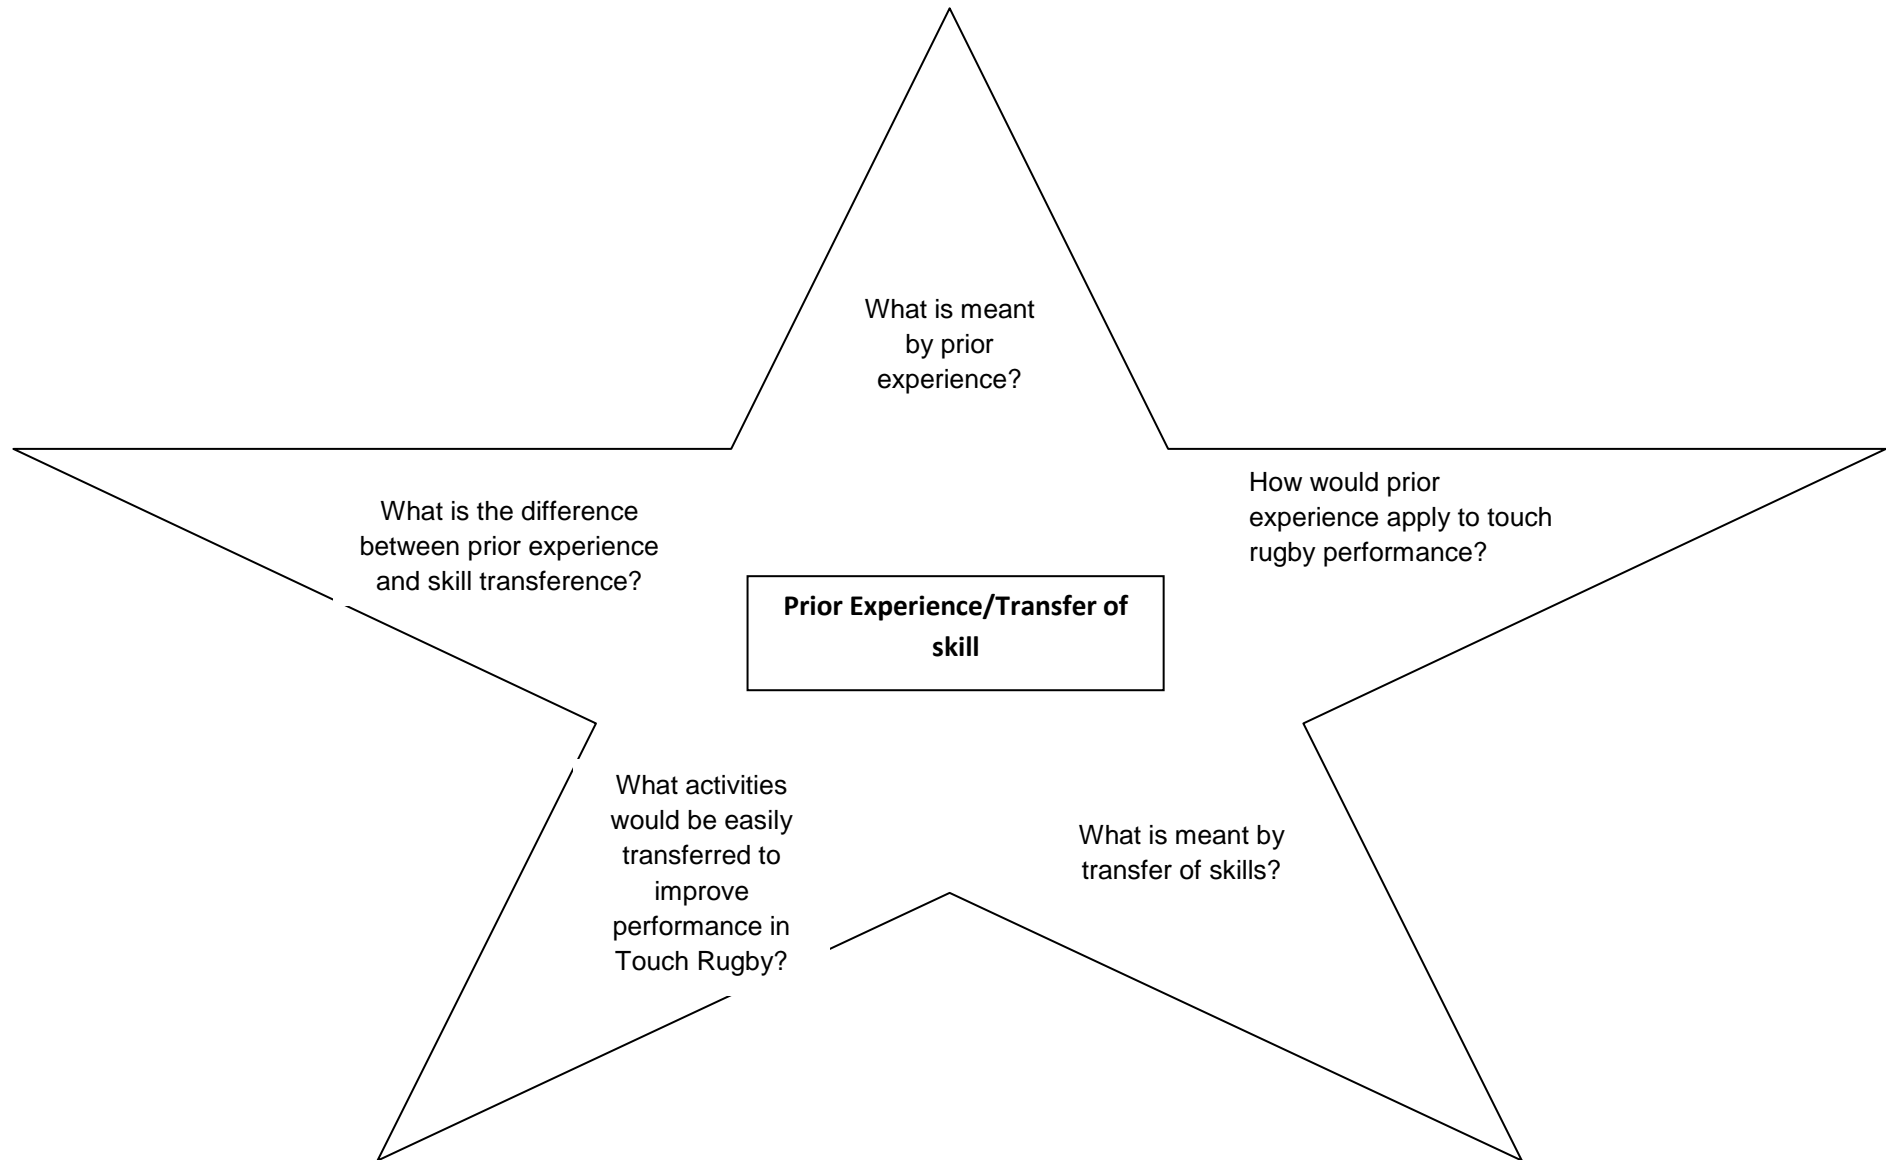 What is meant
by prior
experience?
How would prior
experience apply to touch
rugby performance?
What is the difference
between prior experience
and skill transference?
Prior Experience/Transfer of
skill
What activities
would be easily
transferred to
improve
performance in
Touch Rugby?
What is meant by
transfer of skills?